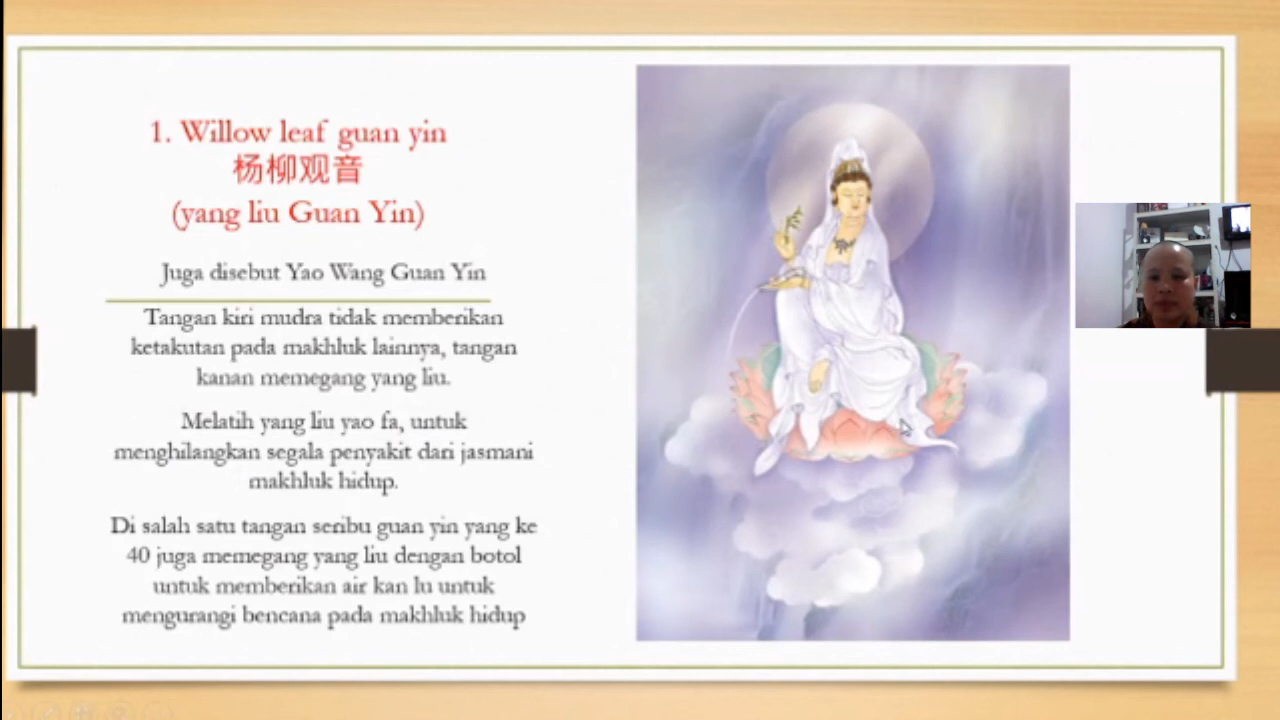 1. Willow leaf guan yin
杨柳观音
(yang liu Guan Yin)
Juga disebut Yao Wang Guan Yin
Tangan kiri mudra tidak memberikan
ketakutan pada makhluk lainnya, tangan
kanan memegang yang liu.
Melatih yang liu yao fa, untuk
menghilangkan segala penyakit dari jasmani
makhluk hidup.
Di salah satu tangan seribu guan yin yang ke
40 juga memegang yang liu dengan botol
untuk memberikan air kan lu untuk
mengurangi bencana pada makhluk hidup